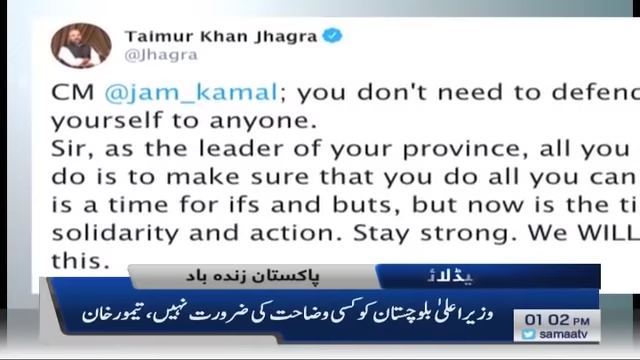 Taimur Khan Jhagra
@Jhagra
CM @jam_kamal; you don't need to defend
yourself to anyone.
Sir, as the leader of your province, all you
do is to make sure that you do all you can
is a time for ifs and buts, but now is the ti
solidarity and action. Stay strong. We WILL
this.
پاکستان زندہ باد
یڈلائ
وزیراعلیٰ بلوچستان کو کسی وضاحت کی ضرورت نہیں، تیمور خان
01:02 PM
samaatv